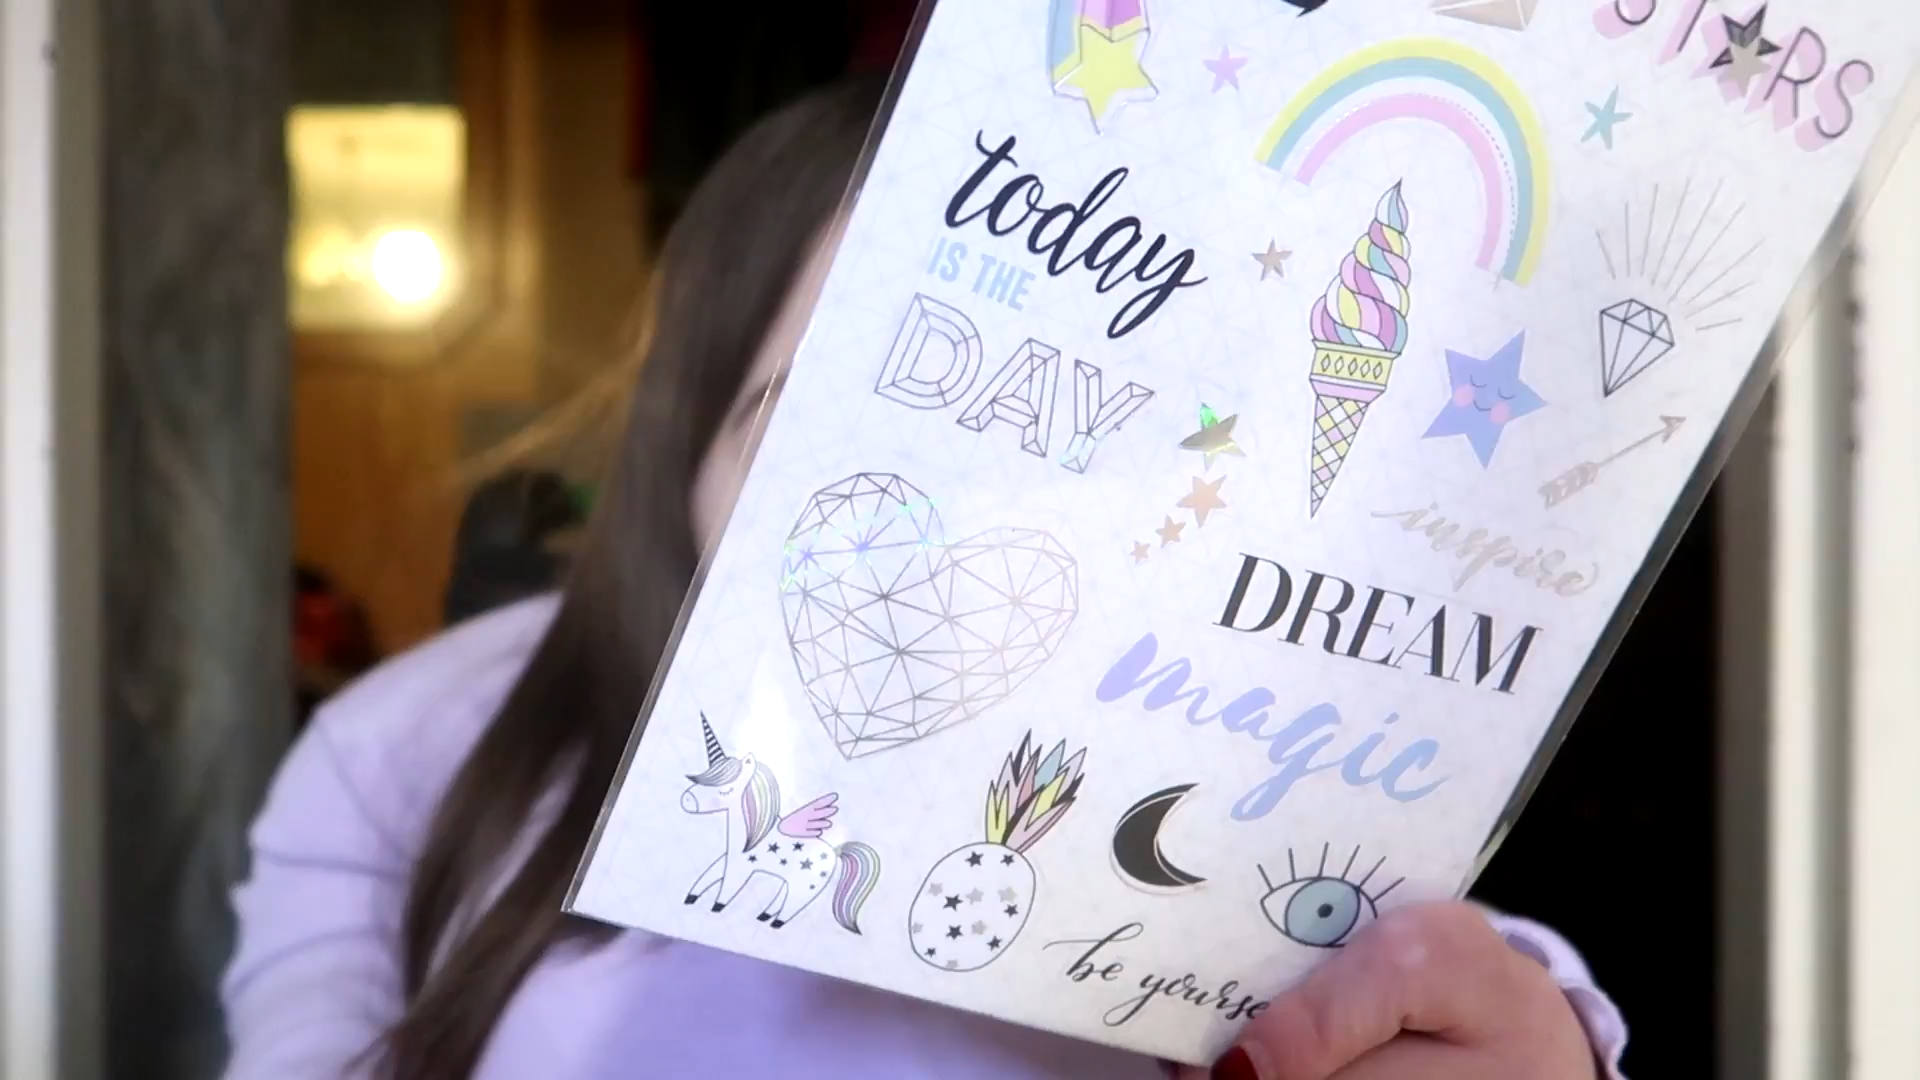 STARS
today
IS THE
DAY
inspire
DREAM
magic
be yourse